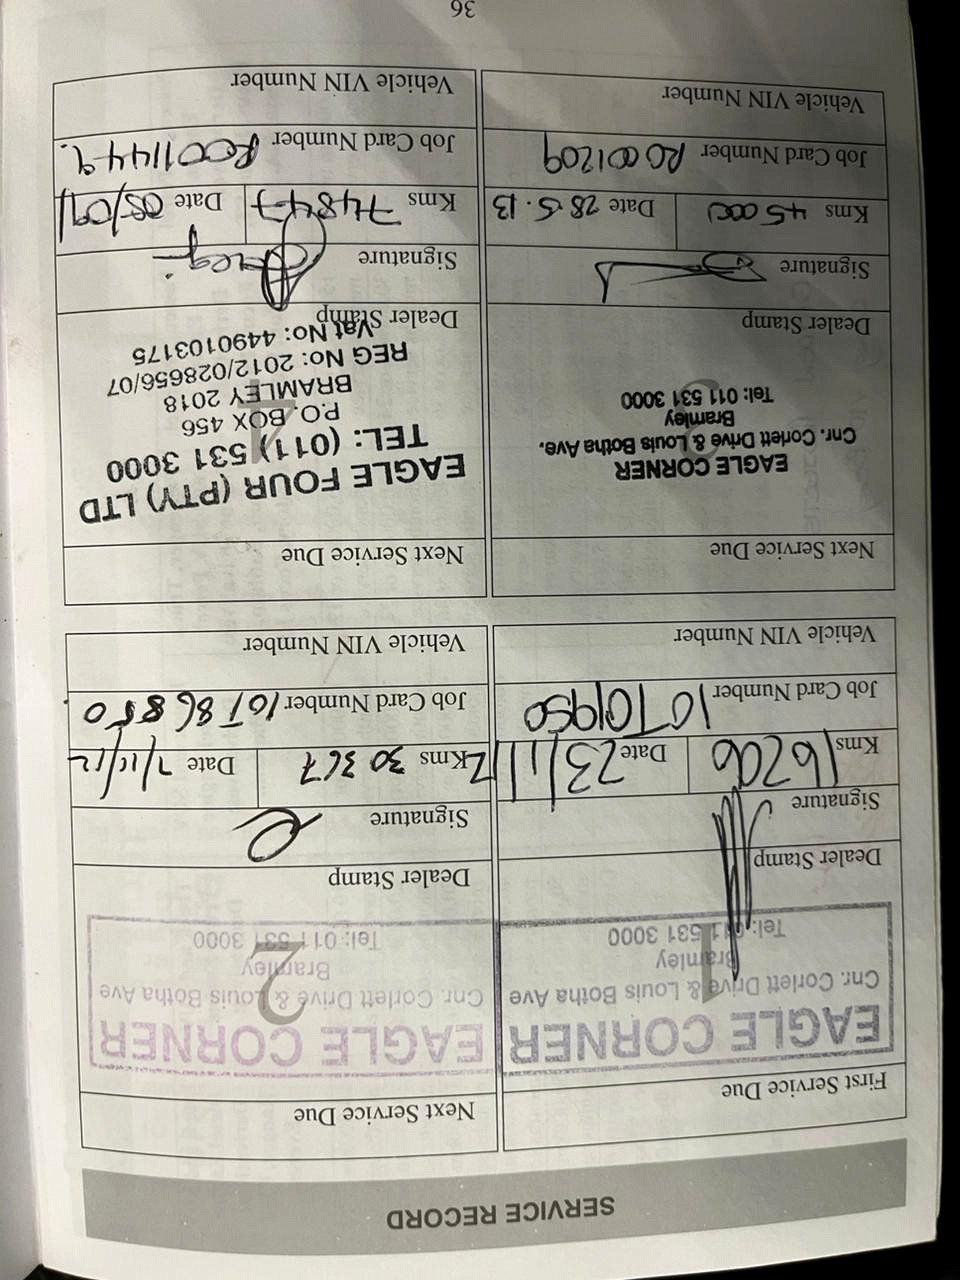 SERVICE RECORD
First Service Due
1
EAGLE CORNER
Cnr. Corlett Drive & Louis Botha Ave
Bramley
Tel: 011 531 3000
Dealer Stamp
Signature
Kms 16206 Date 23/11/11
Job Card Number 10T01950
Vehicle VIN Number
Next Service Due
2
EAGLE CORNER
Cnr. Corlett Drive & Louis Botha Ave
Bramley
Tel: 011 531 3000
Dealer Stamp
Signature
Kms 30367 Date 7/11/12
Job Card Number 10T86850
Vehicle VIN Number
Next Service Due
3
EAGLE CORNER
Cnr. Corlett Drive & Louis Botha Ave.
Bramley
Tel: 011 531 3000
Dealer Stamp
Signature
Kms 45000 Date 28.5.13
Job Card Number R0001209
Vehicle VIN Number
Next Service Due
4
EAGLE FOUR (PTY) LTD
TEL: (011) 531 3000
P.O. BOX 456
BRAMLEY 2018
REG No: 2012/028656/07
Vat No: 4490103175
Dealer Stamp
Signature
Kms 74847 Date 05/09/
Job Card Number R0011449.
Vehicle VIN Number
36